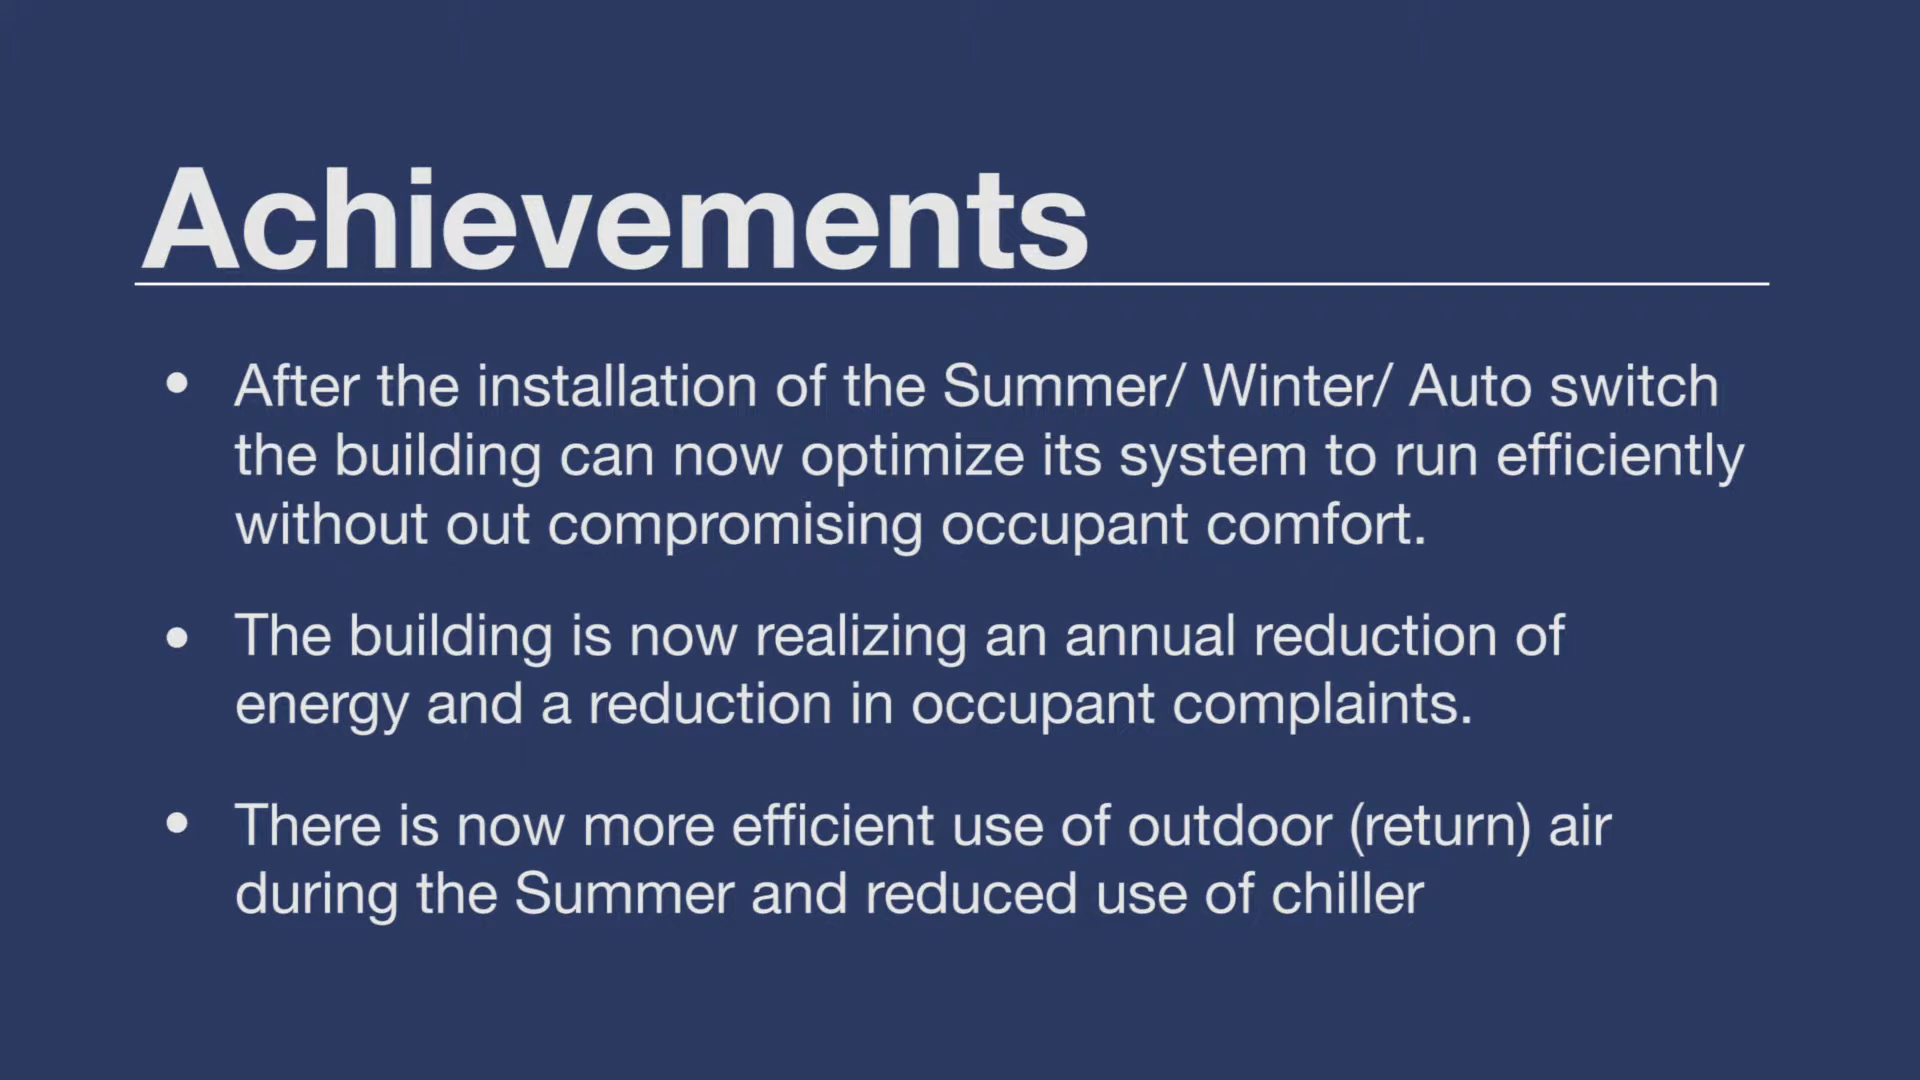 Achievements
• After the installation of the Summer/ Winter/ Auto switch
the building can now optimize its system to run efficiently
without out compromising occupant comfort.
• The building is now realizing an annual reduction of
energy and a reduction in occupant complaints.
• There is now more efficient use of outdoor (return) air
during the Summer and reduced use of chiller